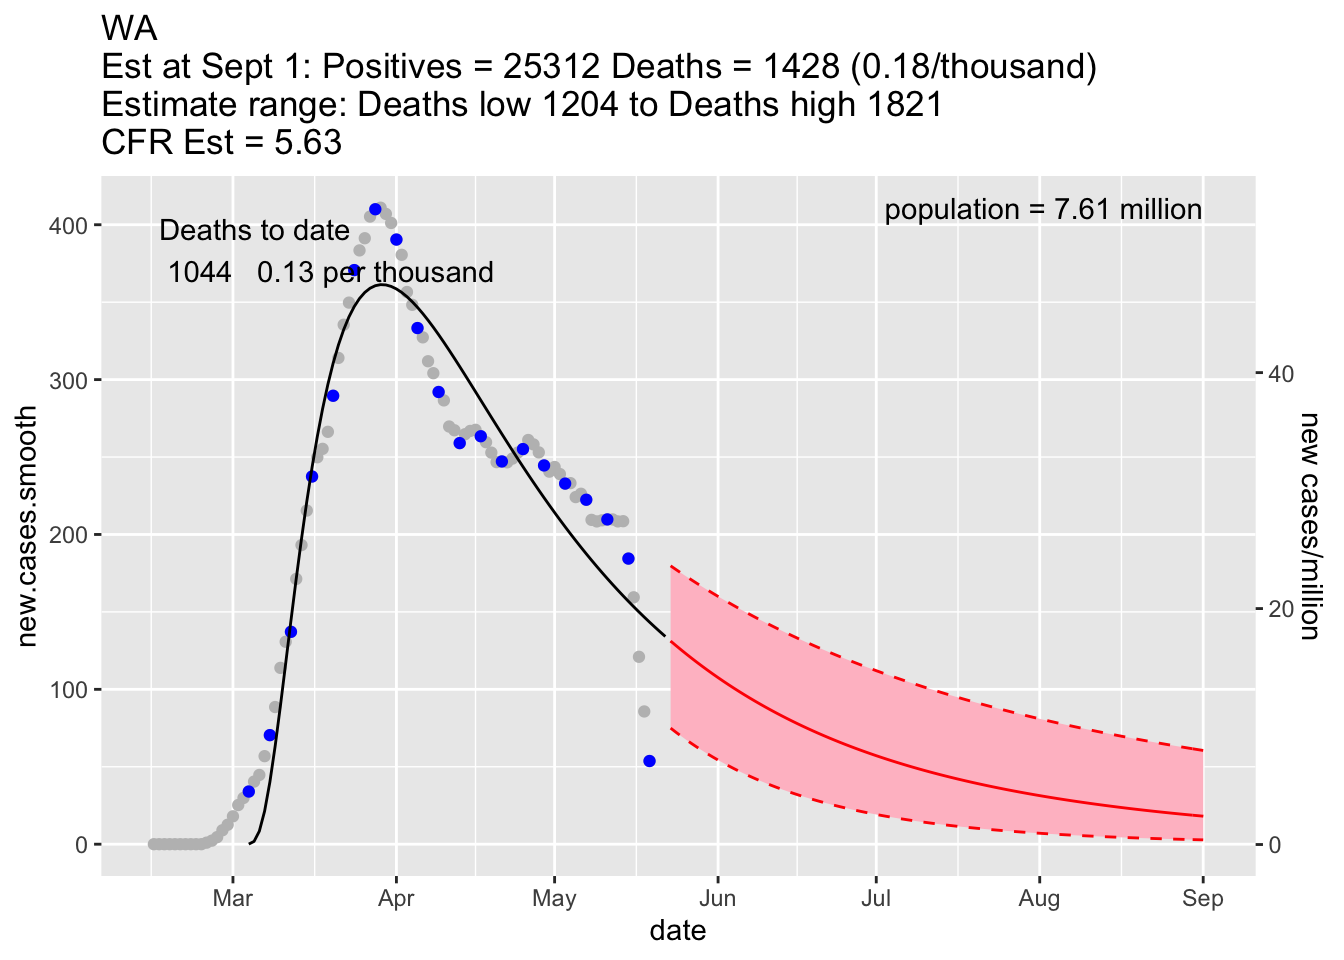 WA
Est at Sept 1: Positives = 25312 Deaths = 1428 (0.18/thousand)
Estimate range: Deaths low 1204 to Deaths high 1821
CFR Est = 5.63
population = 7.61 million
Deaths to date
1044 0.13 per thousand
400
300
200
100
0
new.cases.smooth
40
20
0
new cases/million
Mar Apr May Jun Jul Aug Sep
date